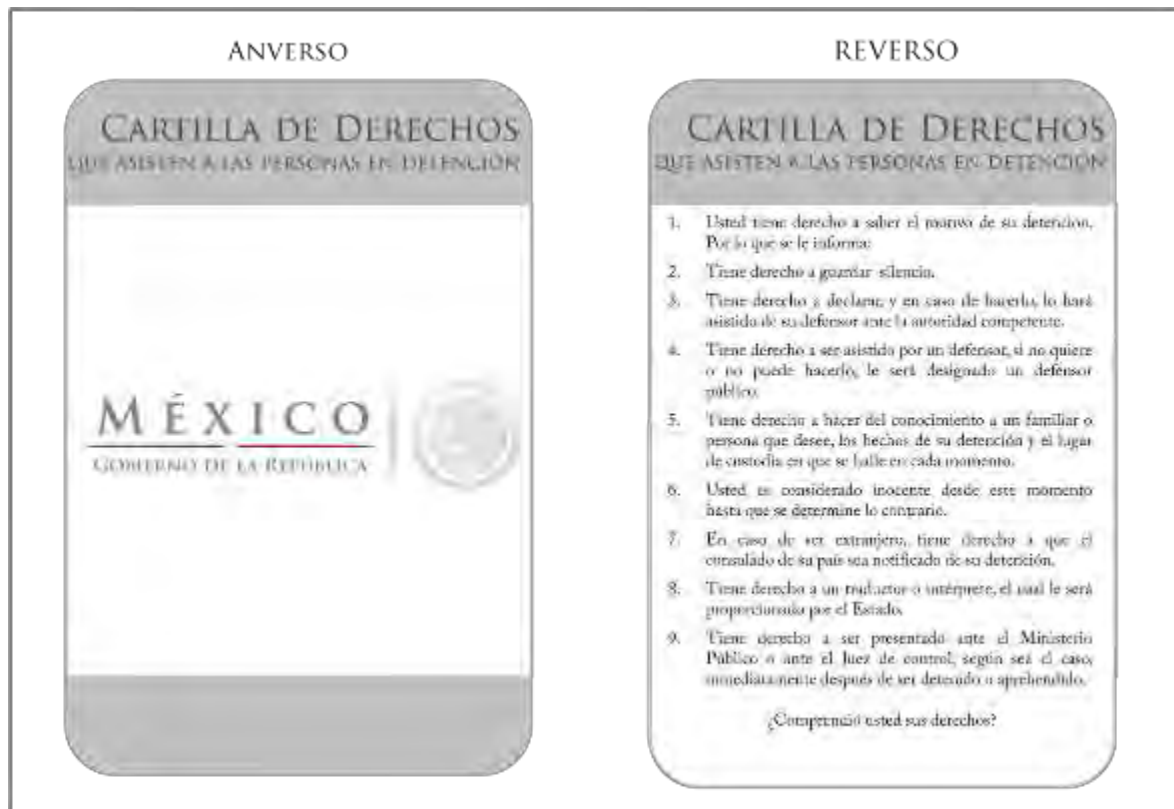 ANVERSO
CARTILLA DE DERECHOS
QUE ASISTEN A LAS PERSONAS EN DETENCIÓN
MÉXICO
GOBIERNO DE LA REPÚBLICA
REVERSO
CARTILLA DE DERECHOS
QUE ASISTEN A LAS PERSONAS EN DETENCIÓN
1. Usted tiene derecho a saber el motivo de su detención.
Por lo que se le informa:
2. Tiene derecho a guardar silencio.
3. Tiene derecho a declarar, y en caso de hacerlo, lo hará
asistido de su defensor ante la autoridad competente.
4. Tiene derecho a ser asistido por un defensor, si no quiere
o no puede hacerlo, le será designado un defensor
público.
5. Tiene derecho a hacer del conocimiento a un familiar o
persona que desee, los hechos de su detención y el lugar
de custodia en que se halle en cada momento.
6. Usted es considerado inocente desde este momento
hasta que se determine lo contrario.
7. En caso de ser extranjero, tiene derecho a que el
consulado de su país sea notificado de su detención.
8. Tiene derecho a un traductor o intérprete, el cual le será
proporcionado por el Estado.
9. Tiene derecho a ser presentado ante el Ministerio
Público o ante el Juez de control, según sea el caso,
inmediatamente después de ser detenido o aprehendido.
¿Comprendió usted sus derechos?